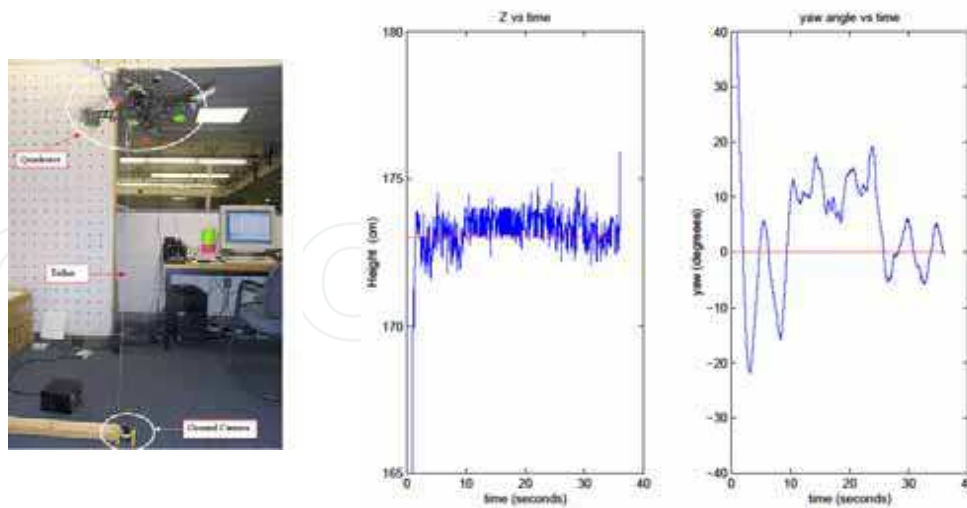 Quadrotor
Tether
Ground Camera
Z vs time
180
175
170
165
Height (cm)
0
10
20
30
40
time (seconds)
yaw angle vs time
40
30
20
10
0
−10
−20
−30
−40
yaw (degrees)
0
10
20
30
40
time (seconds)